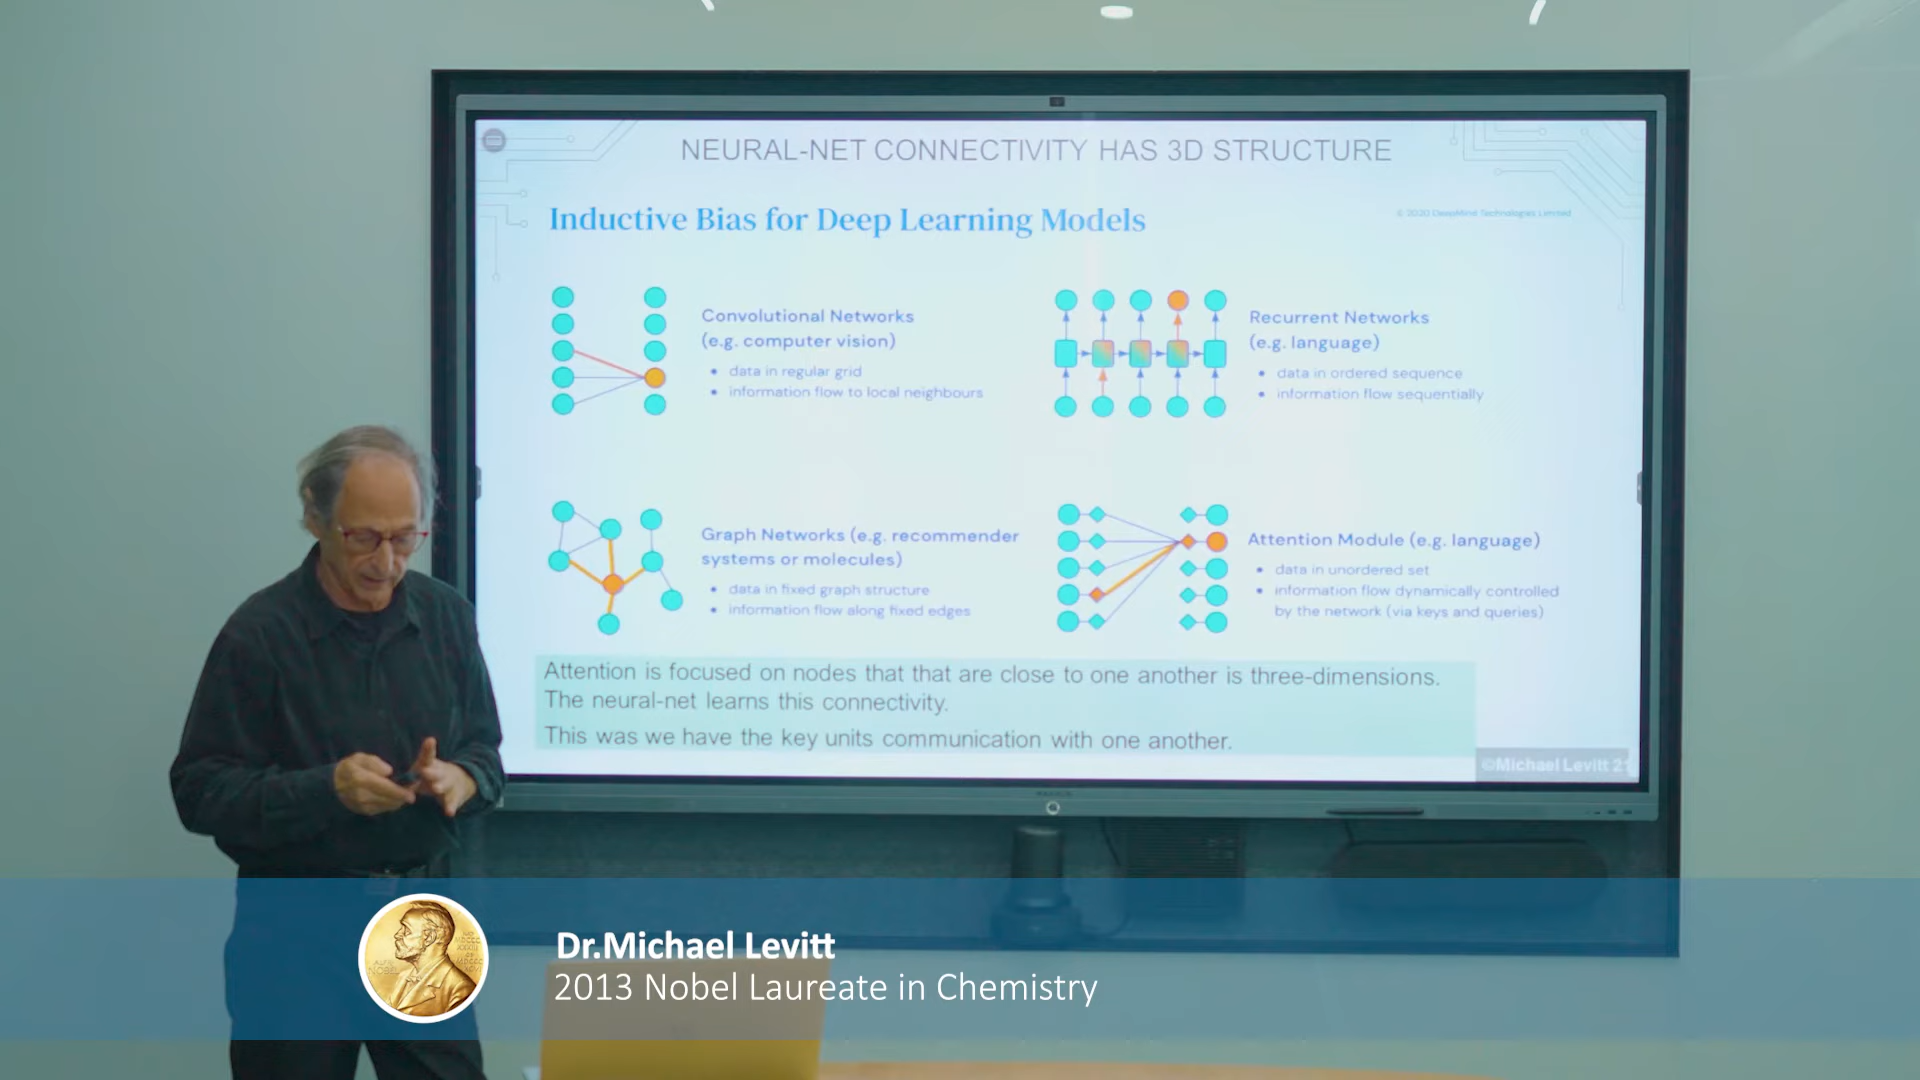 NEURAL-NET CONNECTIVITY HAS 3D STRUCTURE
Inductive Bias for Deep Learning Models
© 2020 DeepMind Technologies Limited
Convolutional Networks
(e.g. computer vision)
• data in regular grid
• information flow to local neighbours
Recurrent Networks
(e.g. language)
• data in ordered sequence
• information flow sequentially
Graph Networks (e.g. recommender
systems or molecules)
• data in fixed graph structure
• information flow along fixed edges
Attention Module (e.g. language)
• data in unordered set
• information flow dynamically controlled
by the network (via keys and queries)
Attention is focused on nodes that that are close to one another is three-dimensions.
The neural-net learns this connectivity.
This was we have the key units communication with one another.
©Michael Levitt
Dr.Michael Levitt
2013 Nobel Laureate in Chemistry